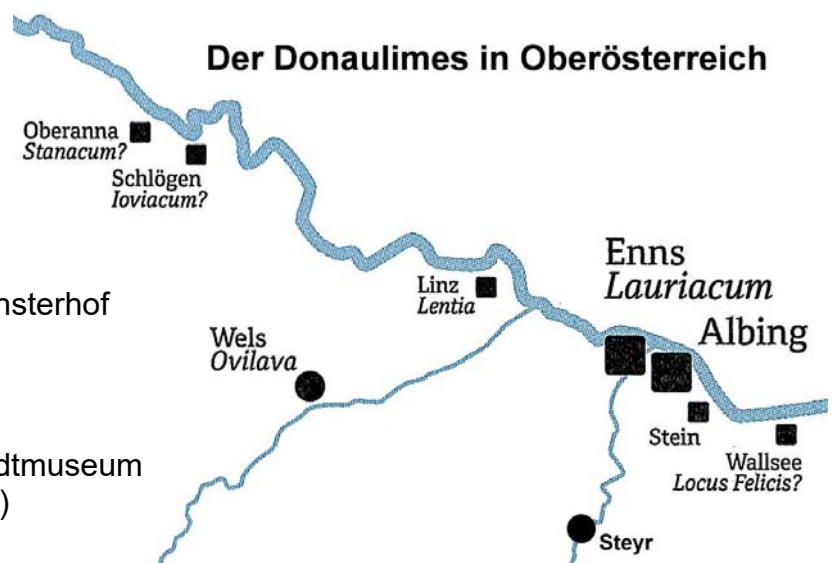 Der Donaulimes in Oberösterreich
Oberanna
Stanacum?
Schlögen
Ioviacum?
nsterhof
Linz
Lentia
Enns
Lauriacum
Albing
Wels
Ovilava
Stein
Wallsee
Locus Felicis?
dtmuseum
)
Steyr